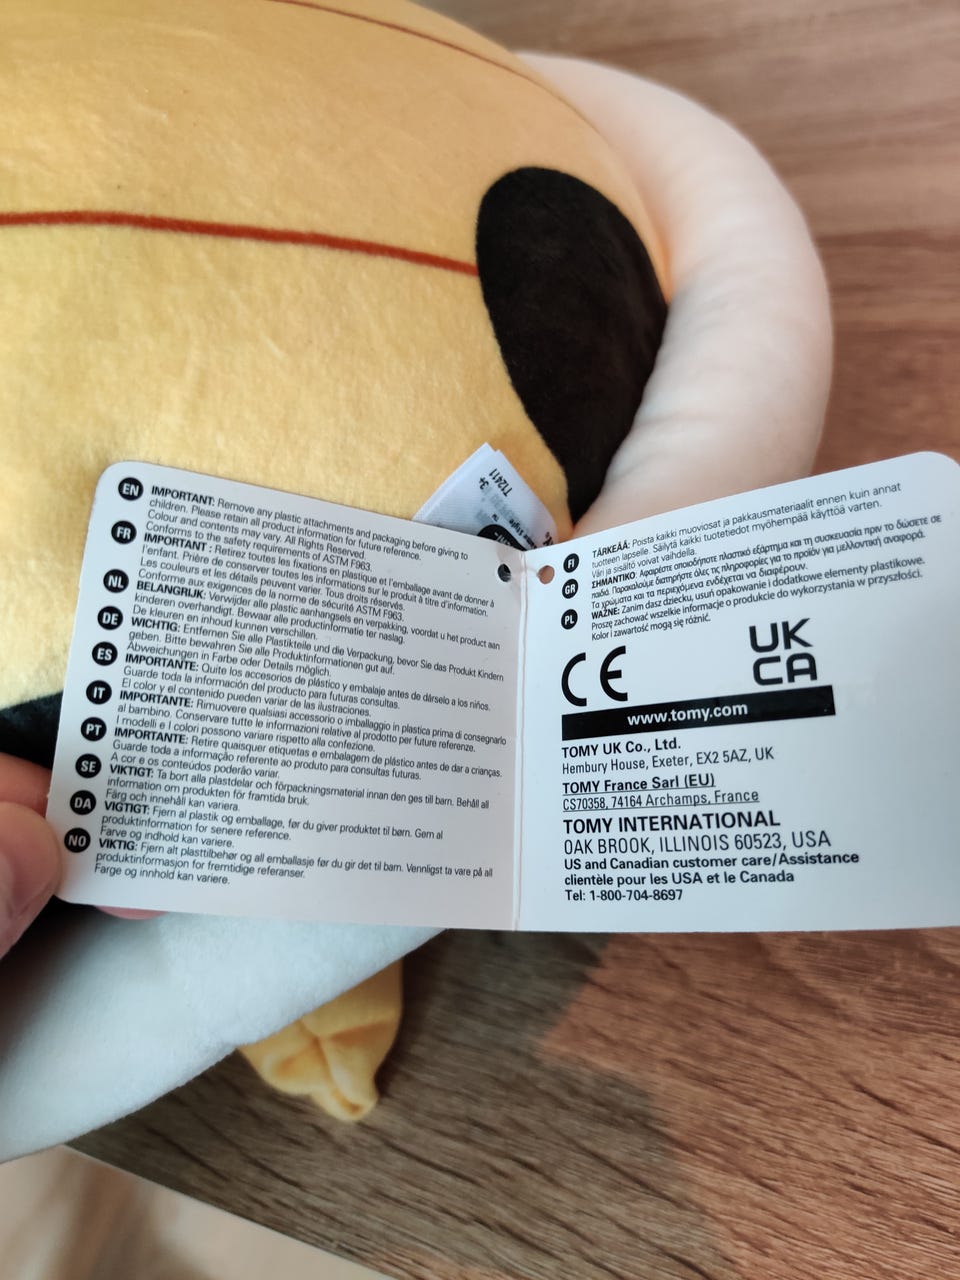 EN IMPORTANT: Remove any plastic attachments and packaging before giving to
children. Please retain all product information for future reference.
Colour and contents may vary. All Rights Reserved.
Conforms to the safety requirements of ASTM F963.
FR IMPORTANT : Retirez toutes les fixations en plastique et l'emballage avant de donner à
l'enfant. Prière de conserver toutes les informations sur le produit à titre d'information.
Les couleurs et les détails peuvent varier. Tous droits réservés.
Conforme aux exigences de la norme de sécurité ASTM F963.
NL BELANGRIJK: Verwijder alle plastic aanhangsels en verpakking, voordat u het product aan
kinderen overhandigt. Bewaar alle productinformatie ter naslag.
De kleuren en inhoud kunnen verschillen.
DE WICHTIG: Entfernen Sie alle Plastikteile und die Verpackung, bevor Sie das Produkt Kindern
geben. Bitte bewahren Sie alle Produktinformationen gut auf.
Abweichungen in Farbe oder Details möglich.
ES IMPORTANTE: Quite los accesorios de plástico y embalaje antes de dárselo a los niños.
Guarde toda la información del producto para futuras consultas.
El color y el contenido pueden variar de las ilustraciones.
IT IMPORTANTE: Rimuovere qualsiasi accessorio o imballaggio in plastica prima di consegnarlo
al bambino. Conservare tutte le informazioni relative al prodotto per future referenze.
I modelli e I colori possono variare rispetto alla confezione.
PT IMPORTANTE: Retire quaisquer etiquetas e embalagem de plástico antes de dar a crianças.
Guarde toda a informação referente ao produto para consultas futuras.
A cor e os conteúdos poderão variar.
SE VIKTIGT: Ta bort alla plastdelar och förpackningsmaterial innan den ges till barn. Behåll all
information om produkten för framtida bruk.
Färg och innehåll kan variera.
DA VIGTIGT: Fjern al plastik og emballage, før du giver produktet til børn. Gem al
produktinformation for senere reference.
Farve og indhold kan variere.
NO VIKTIG: Fjern alt plasttilbehør og all emballasje før du gir det til barn. Vennligst ta vare på all
produktinformasjon for fremtidige referanser.
Farge og innhold kan variere.
712411
3+
FI TÄRKEÄÄ: Poista kaikki muoviosat ja pakkausmateriaalit ennen kuin annat
tuotteen lapselle. Säilytä kaikki tuotetiedot myöhempää käyttöä varten.
Väri ja sisältö voivat vaihdella.
GR ΣΗΜΑΝΤΙΚΟ: Αφαιρέστε οποιοδήποτε πλαστικό εξάρτημα και τη συσκευασία πριν το δώσετε σε
παιδιά. Παρακαλούμε διατηρήστε όλες τις πληροφορίες για το προϊόν για μελλοντική αναφορά.
Τα χρώματα και τα περιεχόμενα ενδέχεται να διαφέρουν.
PL WAŻNE: Zanim dasz dziecku, usuń opakowanie i dodatkowe elementy plastikowe.
Proszę zachować wszelkie informacje o produkcie do wykorzystania w przyszłości.
Kolor i zawartość mogą się różnić.
CE
UK
CA
www.tomy.com
TOMY UK Co., Ltd.
Hembury House, Exeter, EX2 5AZ, UK
TOMY France Sarl (EU)
CS70358, 74164 Archamps, France
TOMY INTERNATIONAL
OAK BROOK, ILLINOIS 60523, USA
US and Canadian customer care/Assistance
clientèle pour les USA et le Canada
Tel: 1-800-704-8697